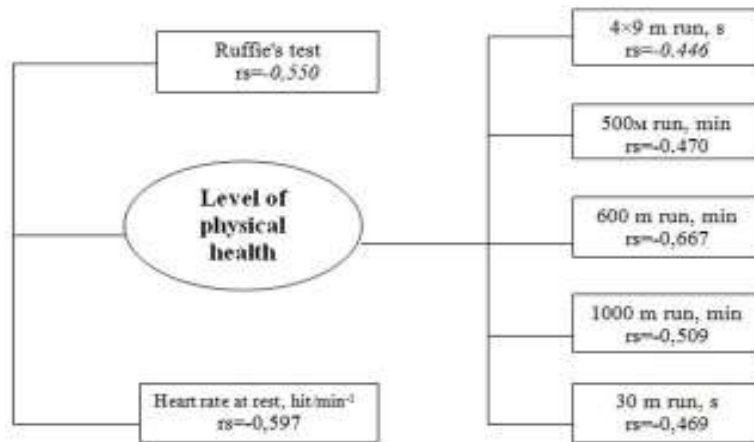 Ruffie's test
rs=-0,550
Level of
physical
health
Heart rate at rest, hit/min⁻¹
rs=-0,597
4×9 m run, s
rs=-0.446
500м run, min
rs=-0.470
600 m run, min
rs=-0,667
1000 m run, min
rs=-0,509
30 m run, s
rs=-0,469